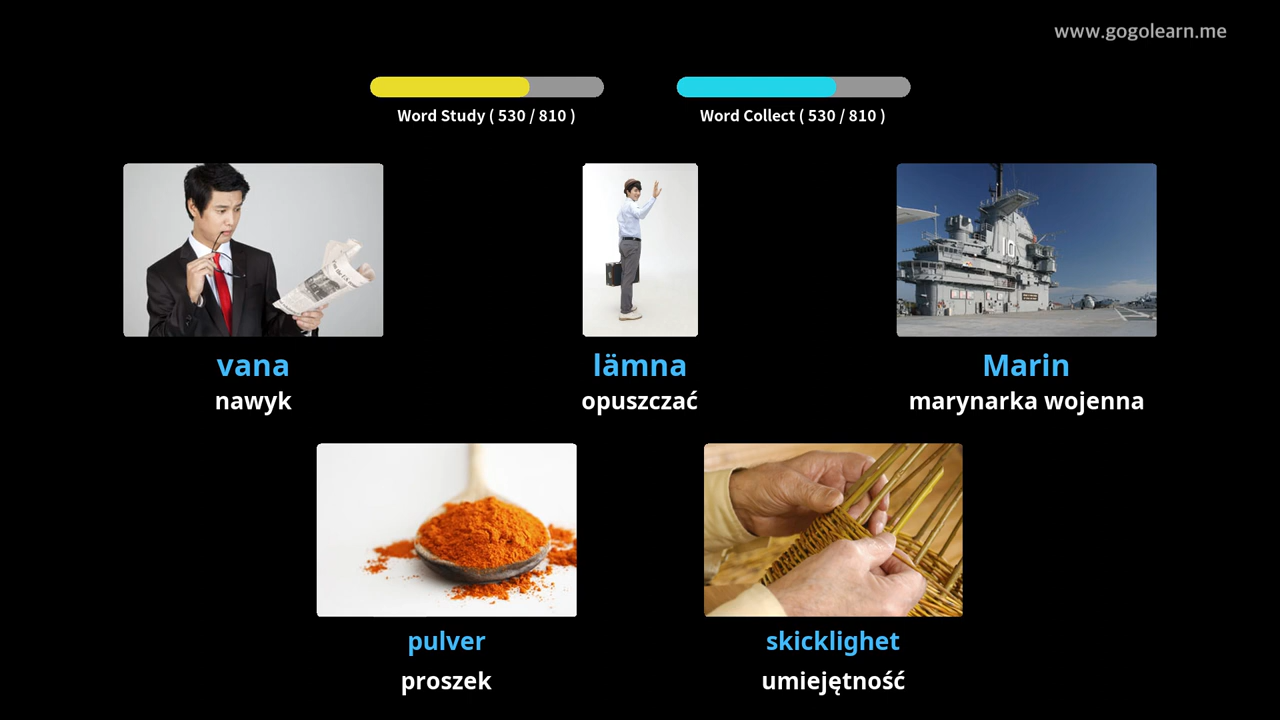 www.gogolearn.me
Word Study ( 530 / 810 )
Word Collect ( 530 / 810 )
10
vana
nawyk
lämna
opuszczać
Marin
marynarka wojenna
pulver
proszek
skicklighet
umiejętność